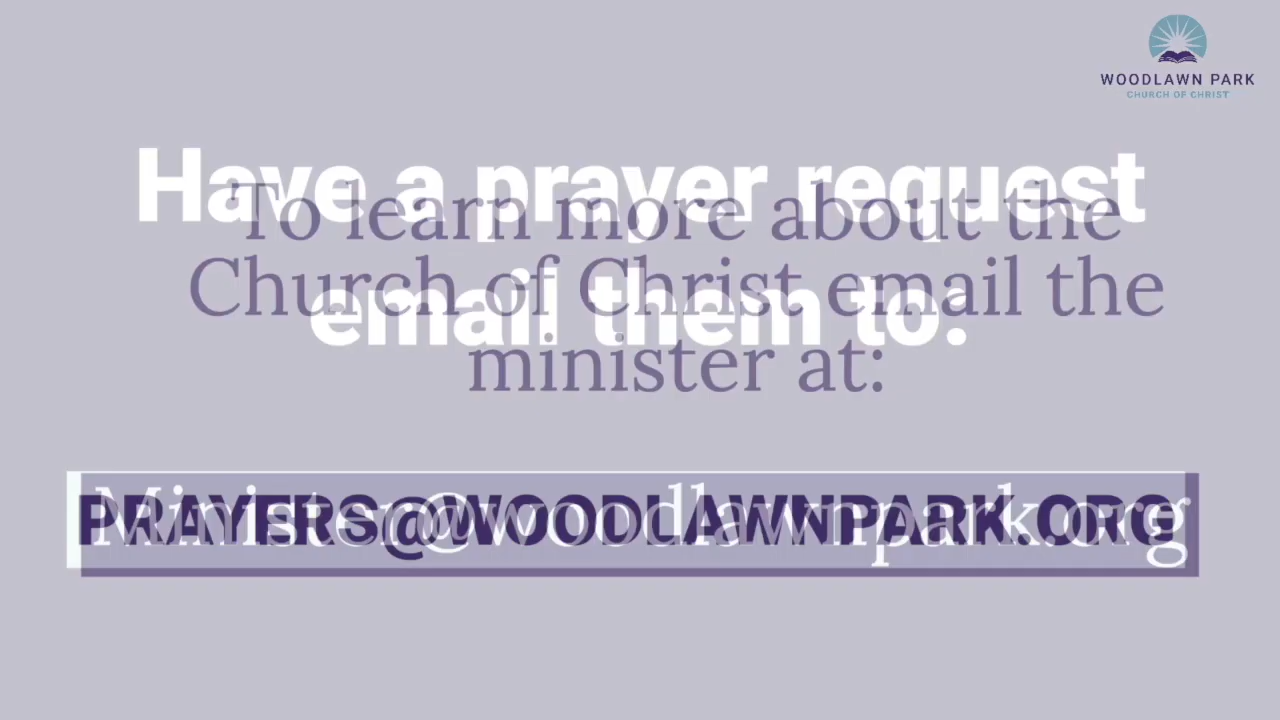 WOODLAWN PARK
CHURCH OF CHRIST
Have a prayer request
email them to:
PRAYERS@WOODLAWNPARK.ORG
To learn more about the
Church of Christ email the
minister at:
Minister@woodlawnpark.org